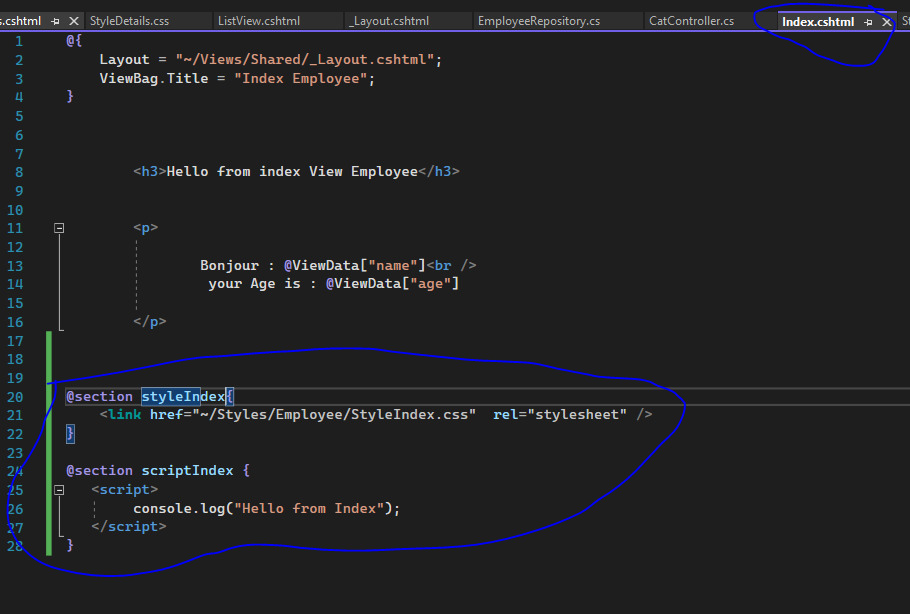 s.cshtml StyleDetails.css ListView.cshtml _Layout.cshtml EmployeeRepository.cs CatController.cs Index.cshtml
1 @{
2 Layout = "~/Views/Shared/_Layout.cshtml";
3 ViewBag.Title = "Index Employee";
4 }
5
6
7
8 <h3>Hello from index View Employee</h3>
9
10
11 <p>
12
13 Bonjour : @ViewData["name"]<br />
14 your Age is : @ViewData["age"]
15
16 </p>
17
18
19
20 @section styleIndex{
21 <link href="~/Styles/Employee/StyleIndex.css" rel="stylesheet" />
22 }
23
24 @section scriptIndex {
25 <script>
26 console.log("Hello from Index");
27 </script>
28 }